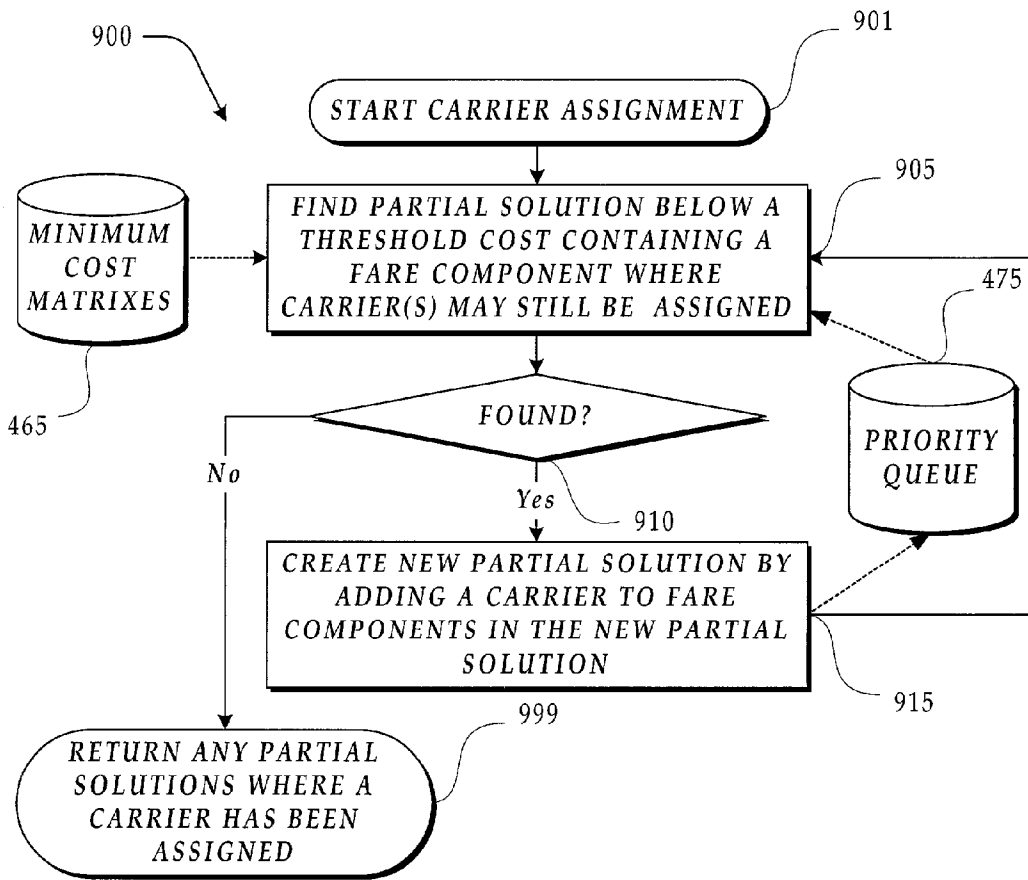 900
901
START CARRIER ASSIGNMENT
905
FIND PARTIAL SOLUTION BELOW A
THRESHOLD COST CONTAINING A
FARE COMPONENT WHERE
CARRIER(S) MAY STILL BE ASSIGNED
MINIMUM
COST
MATRIXES
475
465
FOUND?
PRIORITY
QUEUE
No
Yes
910
CREATE NEW PARTIAL SOLUTION BY
ADDING A CARRIER TO FARE
COMPONENTS IN THE NEW PARTIAL
SOLUTION
915
999
RETURN ANY PARTIAL
SOLUTIONS WHERE A
CARRIER HAS BEEN
ASSIGNED